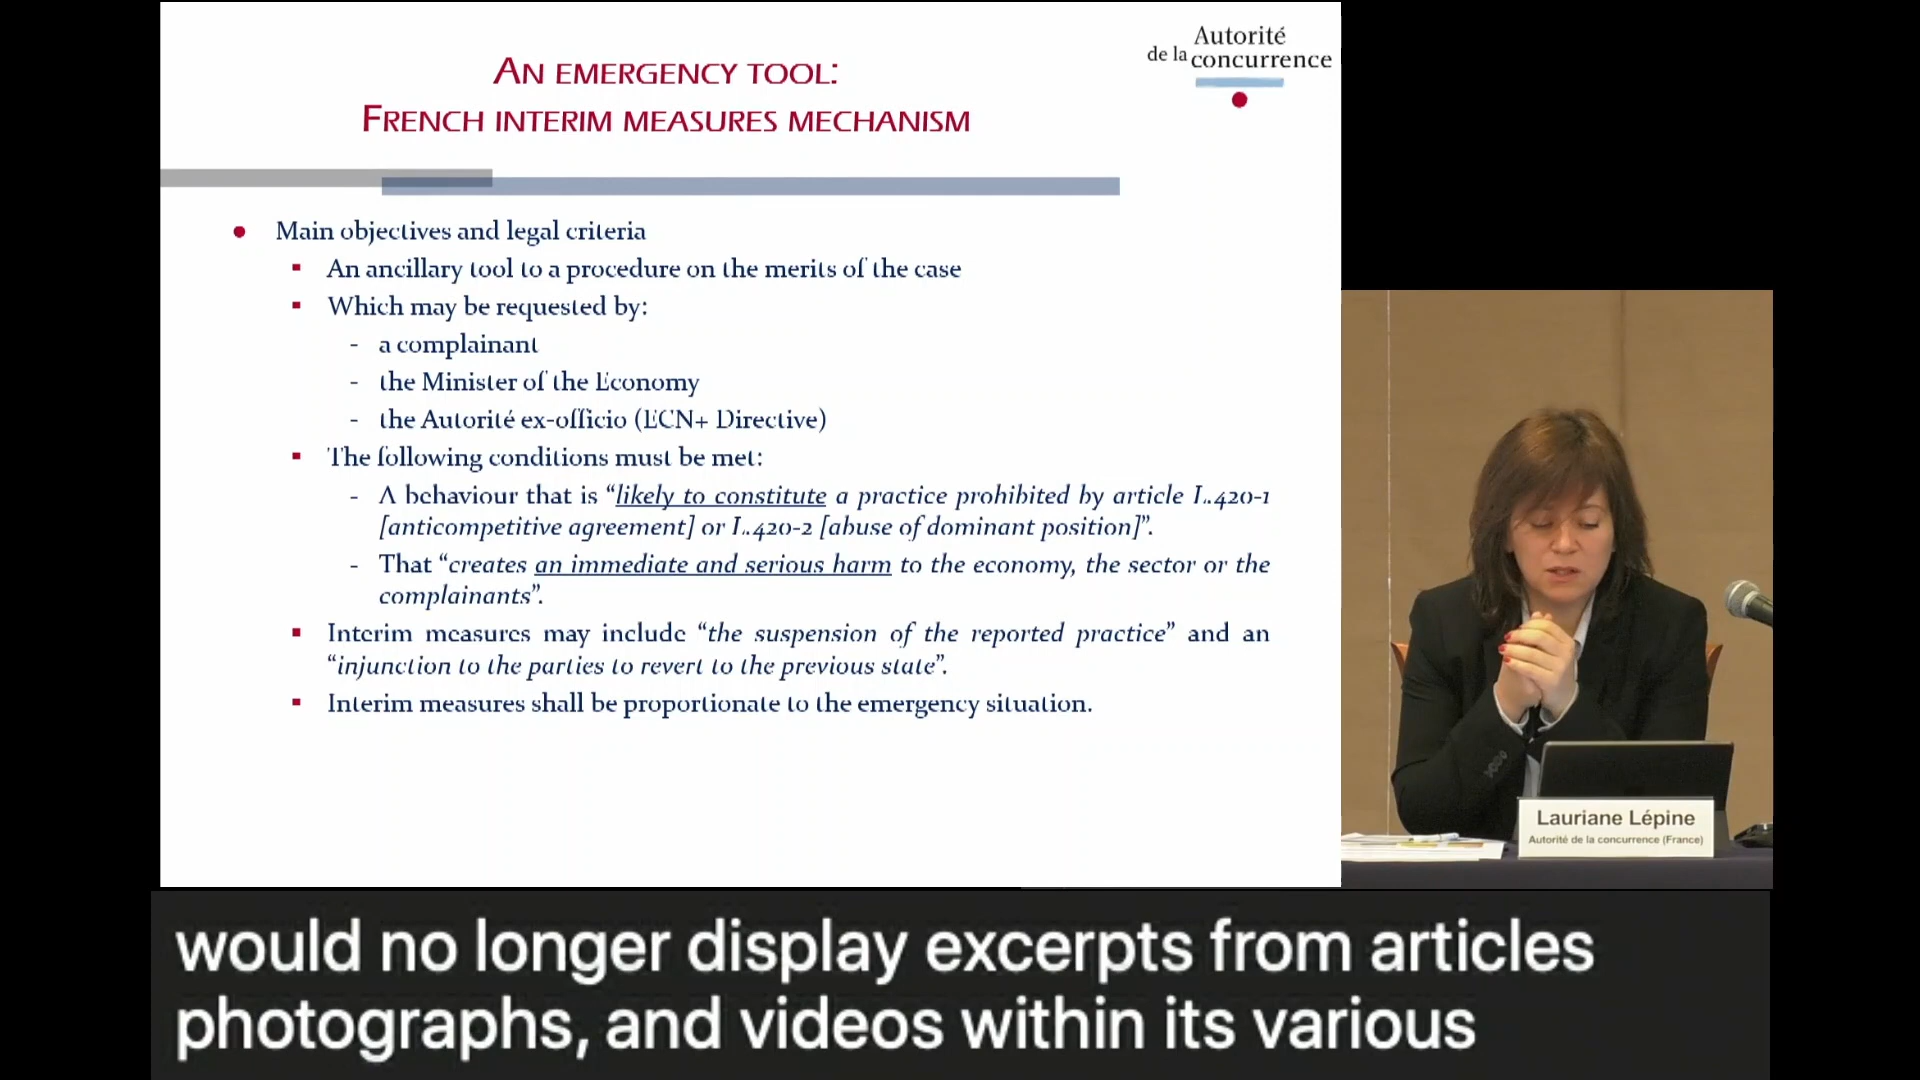 Autorité
de la concurrence
AN EMERGENCY TOOL:
FRENCH INTERIM MEASURES MECHANISM
● Main objectives and legal criteria
▪ An ancillary tool to a procedure on the merits of the case
▪ Which may be requested by:
- a complainant
- the Minister of the Economy
- the Autorité ex-officio (ECN+ Directive)
▪ The following conditions must be met:
- A behaviour that is “likely to constitute a practice prohibited by article L.420-1
[anticompetitive agreement] or L.420-2 [abuse of dominant position]”.
- That “creates an immediate and serious harm to the economy, the sector or the
complainants”.
▪ Interim measures may include “the suspension of the reported practice” and an
“injunction to the parties to revert to the previous state”.
▪ Interim measures shall be proportionate to the emergency situation.
Lauriane Lépine
Autorité de la concurrence (France)
would no longer display excerpts from articles
photographs, and videos within its various